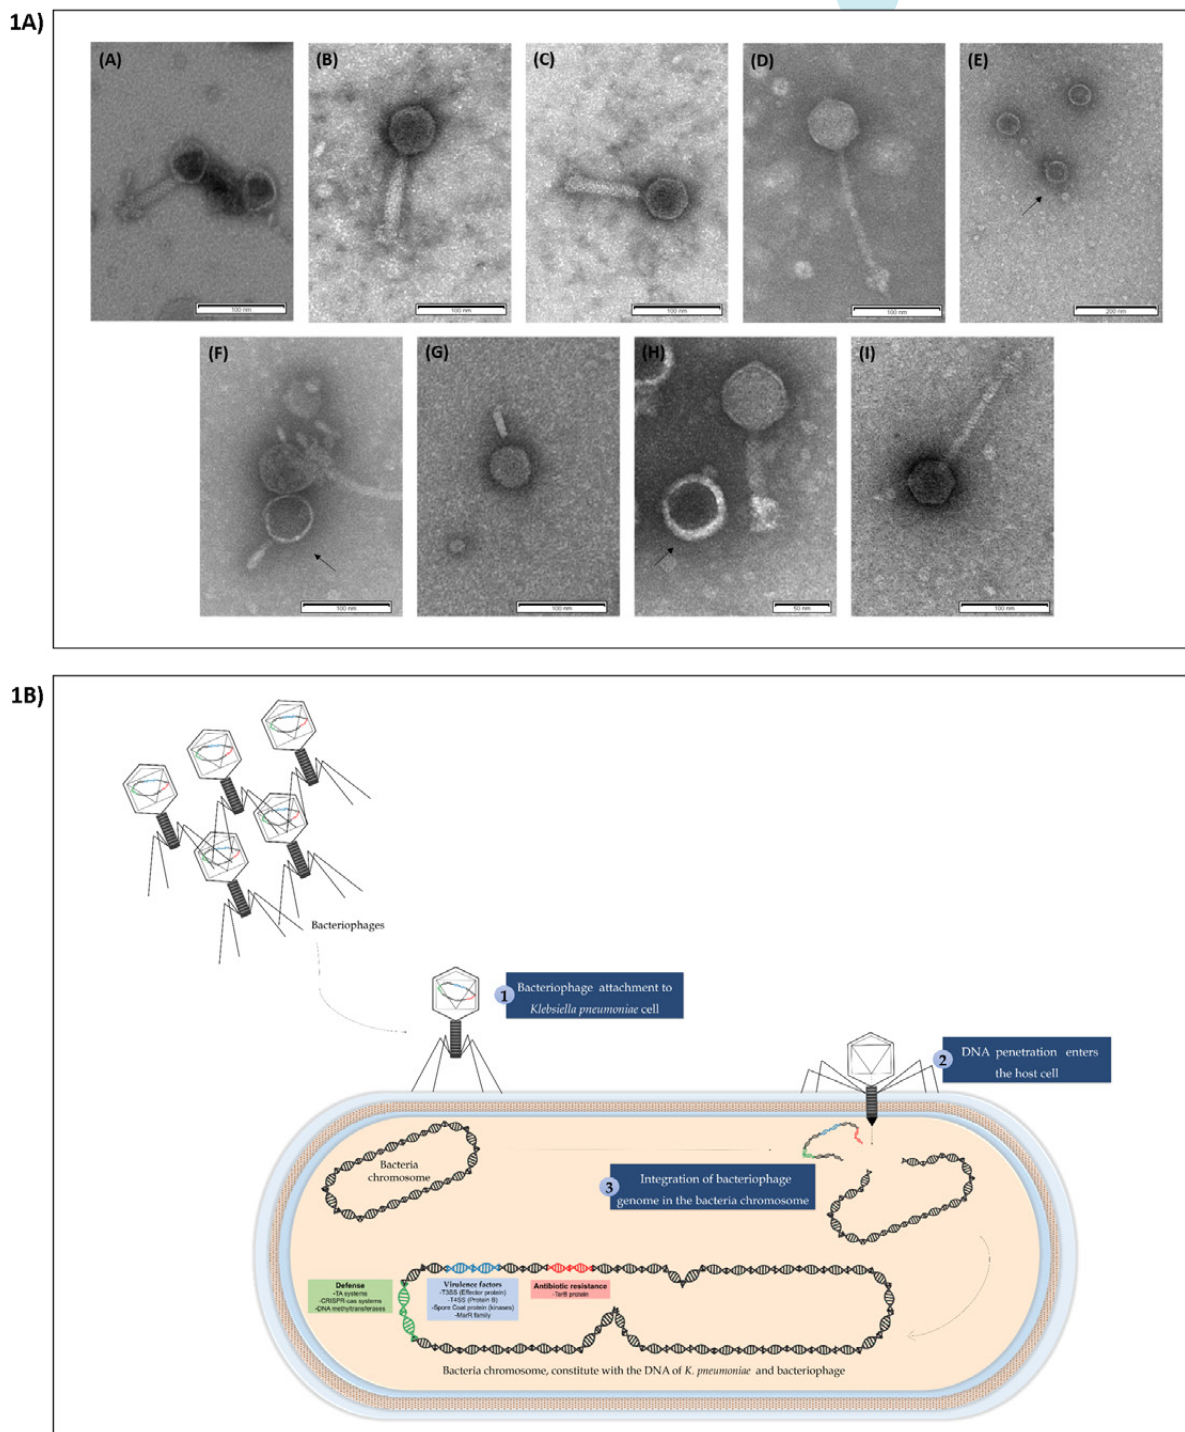 1A)
(A)
(B)
(C)
(D)
(E)
100 nm
100 nm
100 nm
100 nm
200 nm
(F)
(G)
(H)
(I)
100 nm
100 nm
50 nm
100 nm
1B)
Bacteriophages
1
Bacteriophage attachment to
Klebsiella pneumoniae cell
2
DNA penetration enters
the host cell
Bacteria
chromosome
3
Integration of bacteriophage
genome in the bacteria chromosome
Defense
-TA systems
-CRISPR-cas systems
-DNA methyltransferases
Virulence factors
-T3SS (Effector protein)
-T4SS (Protein B)
-Spore Coat protein (kinases)
-MarR family
Antibiotic resistance
-TerB protein
Bacteria chromosome, constitute with the DNA of K. pneumoniae and bacteriophage